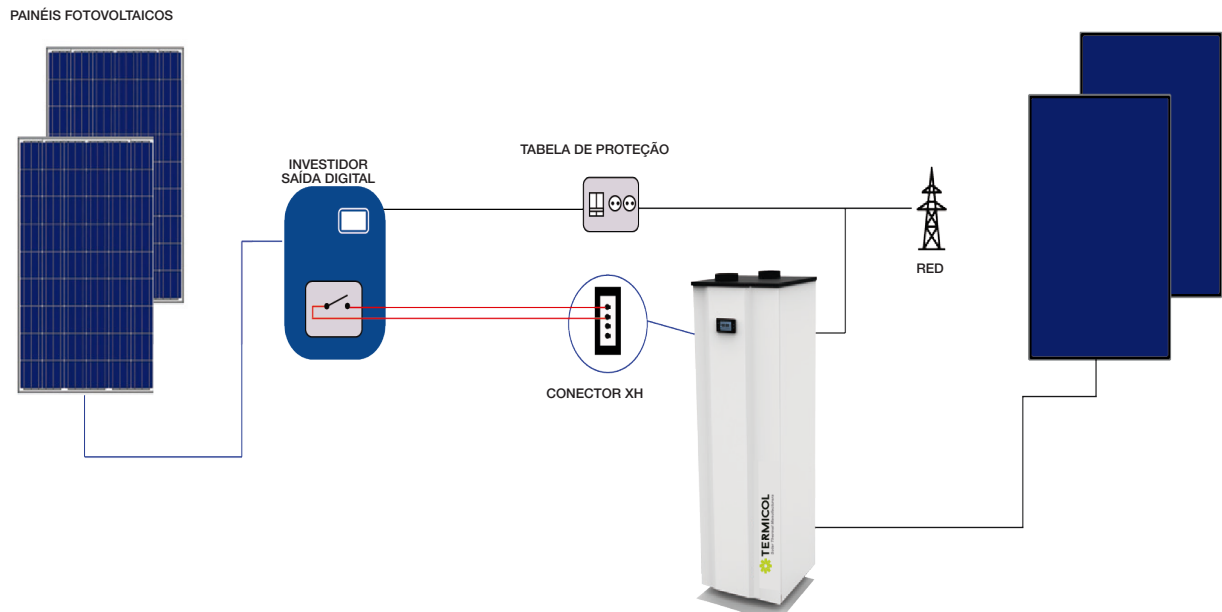 PAINÉIS FOTOVOLTAICOS
TABELA DE PROTEÇÃO
INVESTIDOR
SAÍDA DIGITAL
RED
CONECTOR XH
TERMICOL